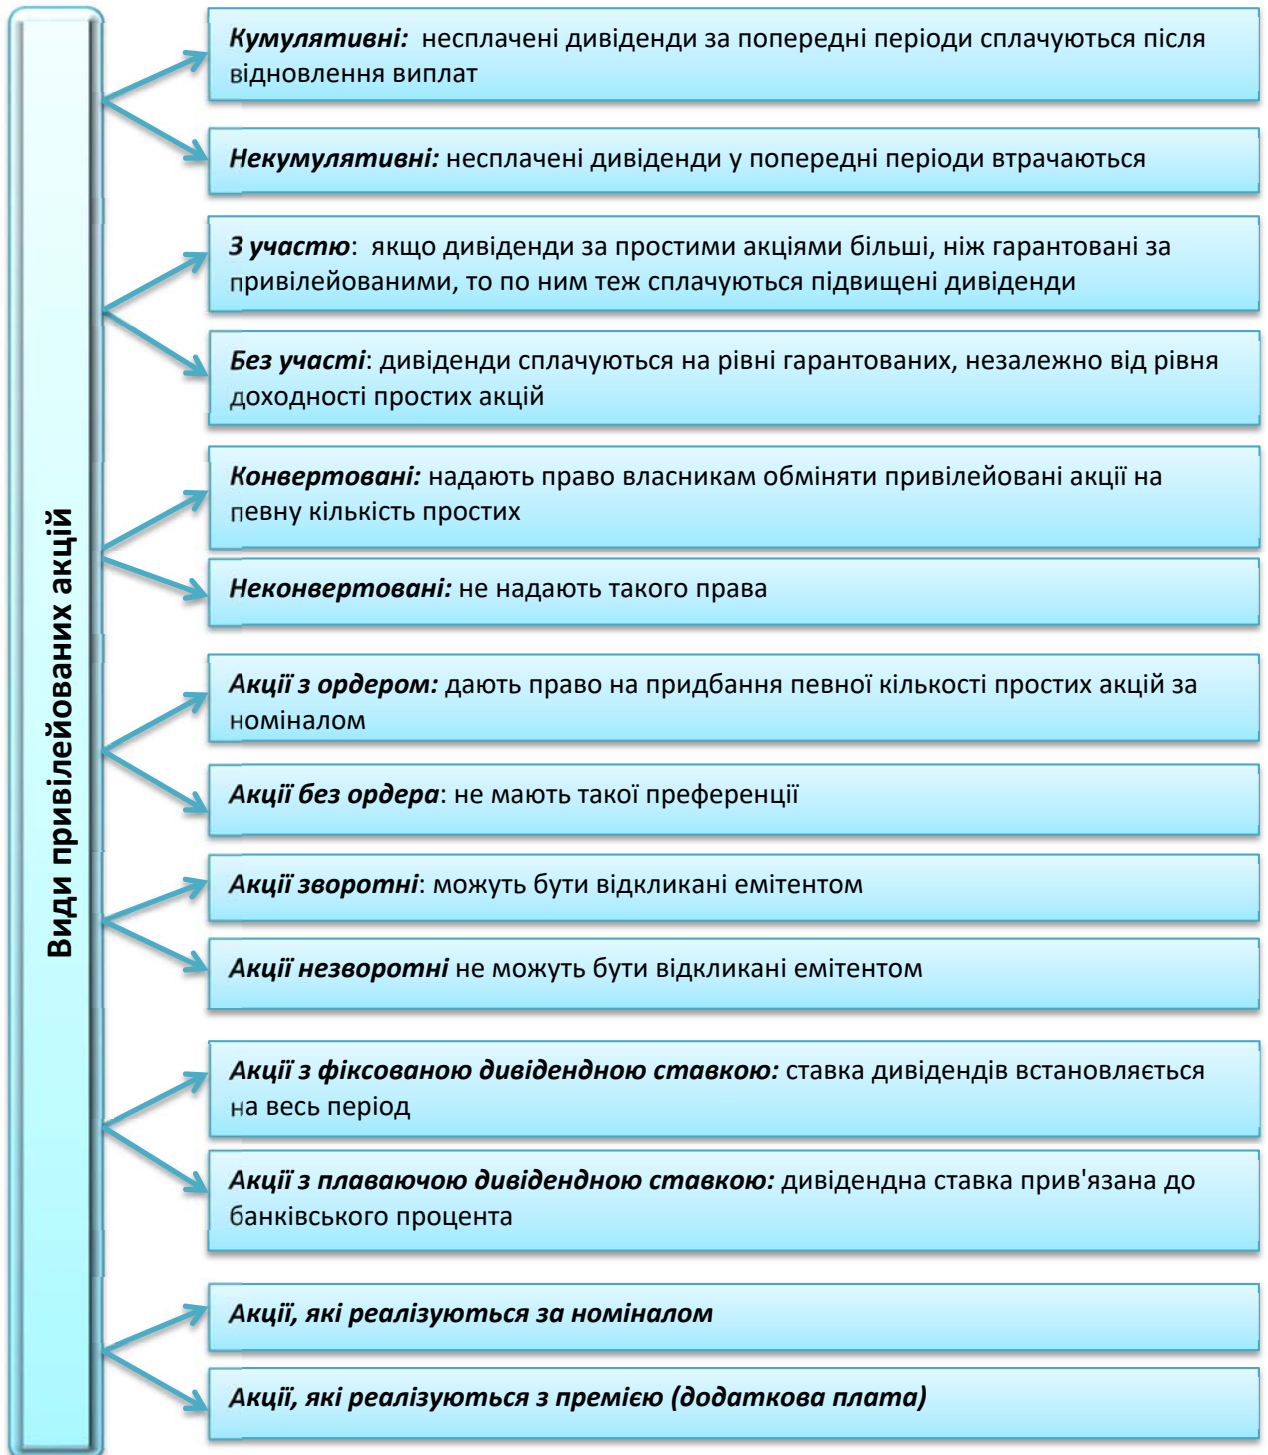 Види привілейованих акцій
Кумулятивні: несплачені дивіденди за попередні періоди сплачуються після
відновлення виплат
Некумулятивні: несплачені дивіденди у попередні періоди втрачаються
З участю: якщо дивіденди за простими акціями більші, ніж гарантовані за
привілейованими, то по ним теж сплачуються підвищені дивіденди
Без участі: дивіденди сплачуються на рівні гарантованих, незалежно від рівня
доходності простих акцій
Конвертовані: надають право власникам обміняти привілейовані акції на
певну кількість простих
Неконвертовані: не надають такого права
Акції з ордером: дають право на придбання певної кількості простих акцій за
номіналом
Акції без ордера: не мають такої преференції
Акції зворотні: можуть бути відкликані емітентом
Акції незворотні не можуть бути відкликані емітентом
Акції з фіксованою дивідендною ставкою: ставка дивідендів встановляється
на весь період
Акції з плаваючою дивідендною ставкою: дивідендна ставка прив'язана до
банківського процента
Акції, які реалізуються за номіналом
Акції, які реалізуються з премією (додаткова плата)